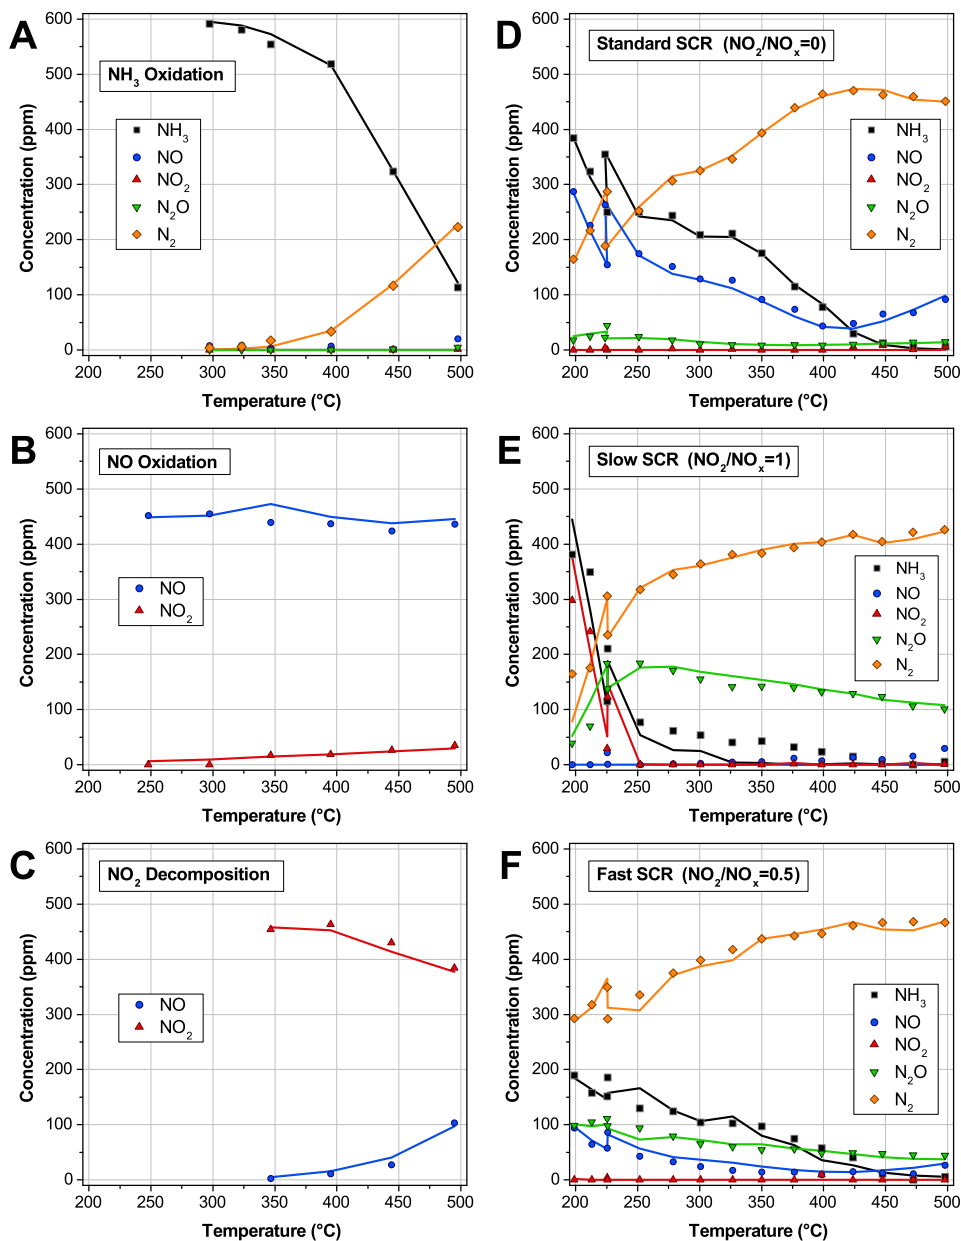 A
NH3 Oxidation
NH3
NO
NO2
N2O
N2
Concentration (ppm)
600
500
400
300
200
100
0
200 250 300 350 400 450 500
Temperature (°C)
D
Standard SCR (NO2/NOx=0)
NH3
NO
NO2
N2O
N2
Concentration (ppm)
600
500
400
300
200
100
0
200 250 300 350 400 450 500
Temperature (°C)
B
NO Oxidation
NO
NO2
Concentration (ppm)
600
500
400
300
200
100
0
200 250 300 350 400 450 500
Temperature (°C)
E
Slow SCR (NO2/NOx=1)
NH3
NO
NO2
N2O
N2
Concentration (ppm)
600
500
400
300
200
100
0
200 250 300 350 400 450 500
Temperature (°C)
C
NO2 Decomposition
NO
NO2
Concentration (ppm)
600
500
400
300
200
100
0
200 250 300 350 400 450 500
Temperature (°C)
F
Fast SCR (NO2/NOx=0.5)
NH3
NO
NO2
N2O
N2
Concentration (ppm)
600
500
400
300
200
100
0
200 250 300 350 400 450 500
Temperature (°C)